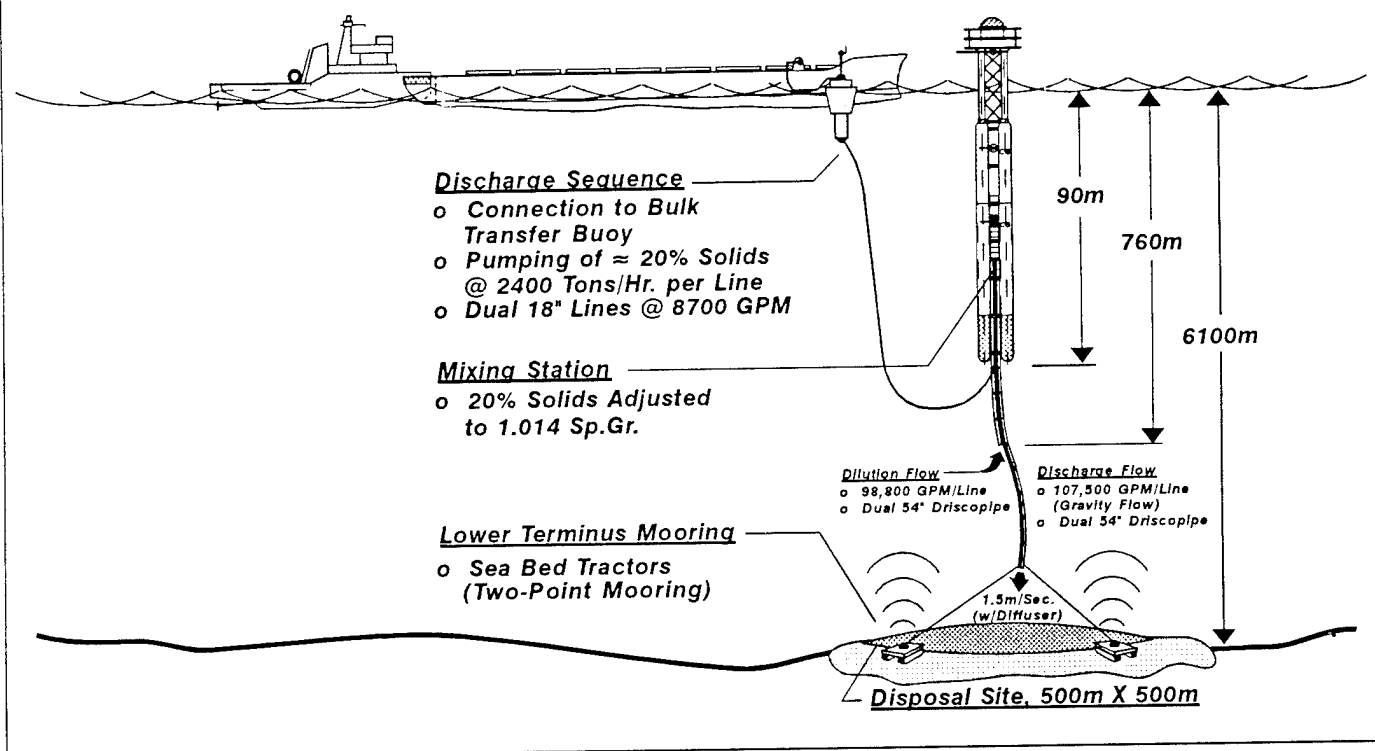 Discharge Sequence
o Connection to Bulk
Transfer Buoy
o Pumping of ≈ 20% Solids
@ 2400 Tons/Hr. per Line
o Dual 18" Lines @ 8700 GPM
90m
760m
6100m
Mixing Station
o 20% Solids Adjusted
to 1.014 Sp.Gr.
Dilution Flow
o 98,800 GPM/Line
o Dual 54" Driscopipe
Discharge Flow
o 107,500 GPM/Line
(Gravity Flow)
o Dual 54" Driscopipe
Lower Terminus Mooring
o Sea Bed Tractors
(Two-Point Mooring)
1.5m/Sec.
(w/Diffuser)
Disposal Site, 500m X 500m